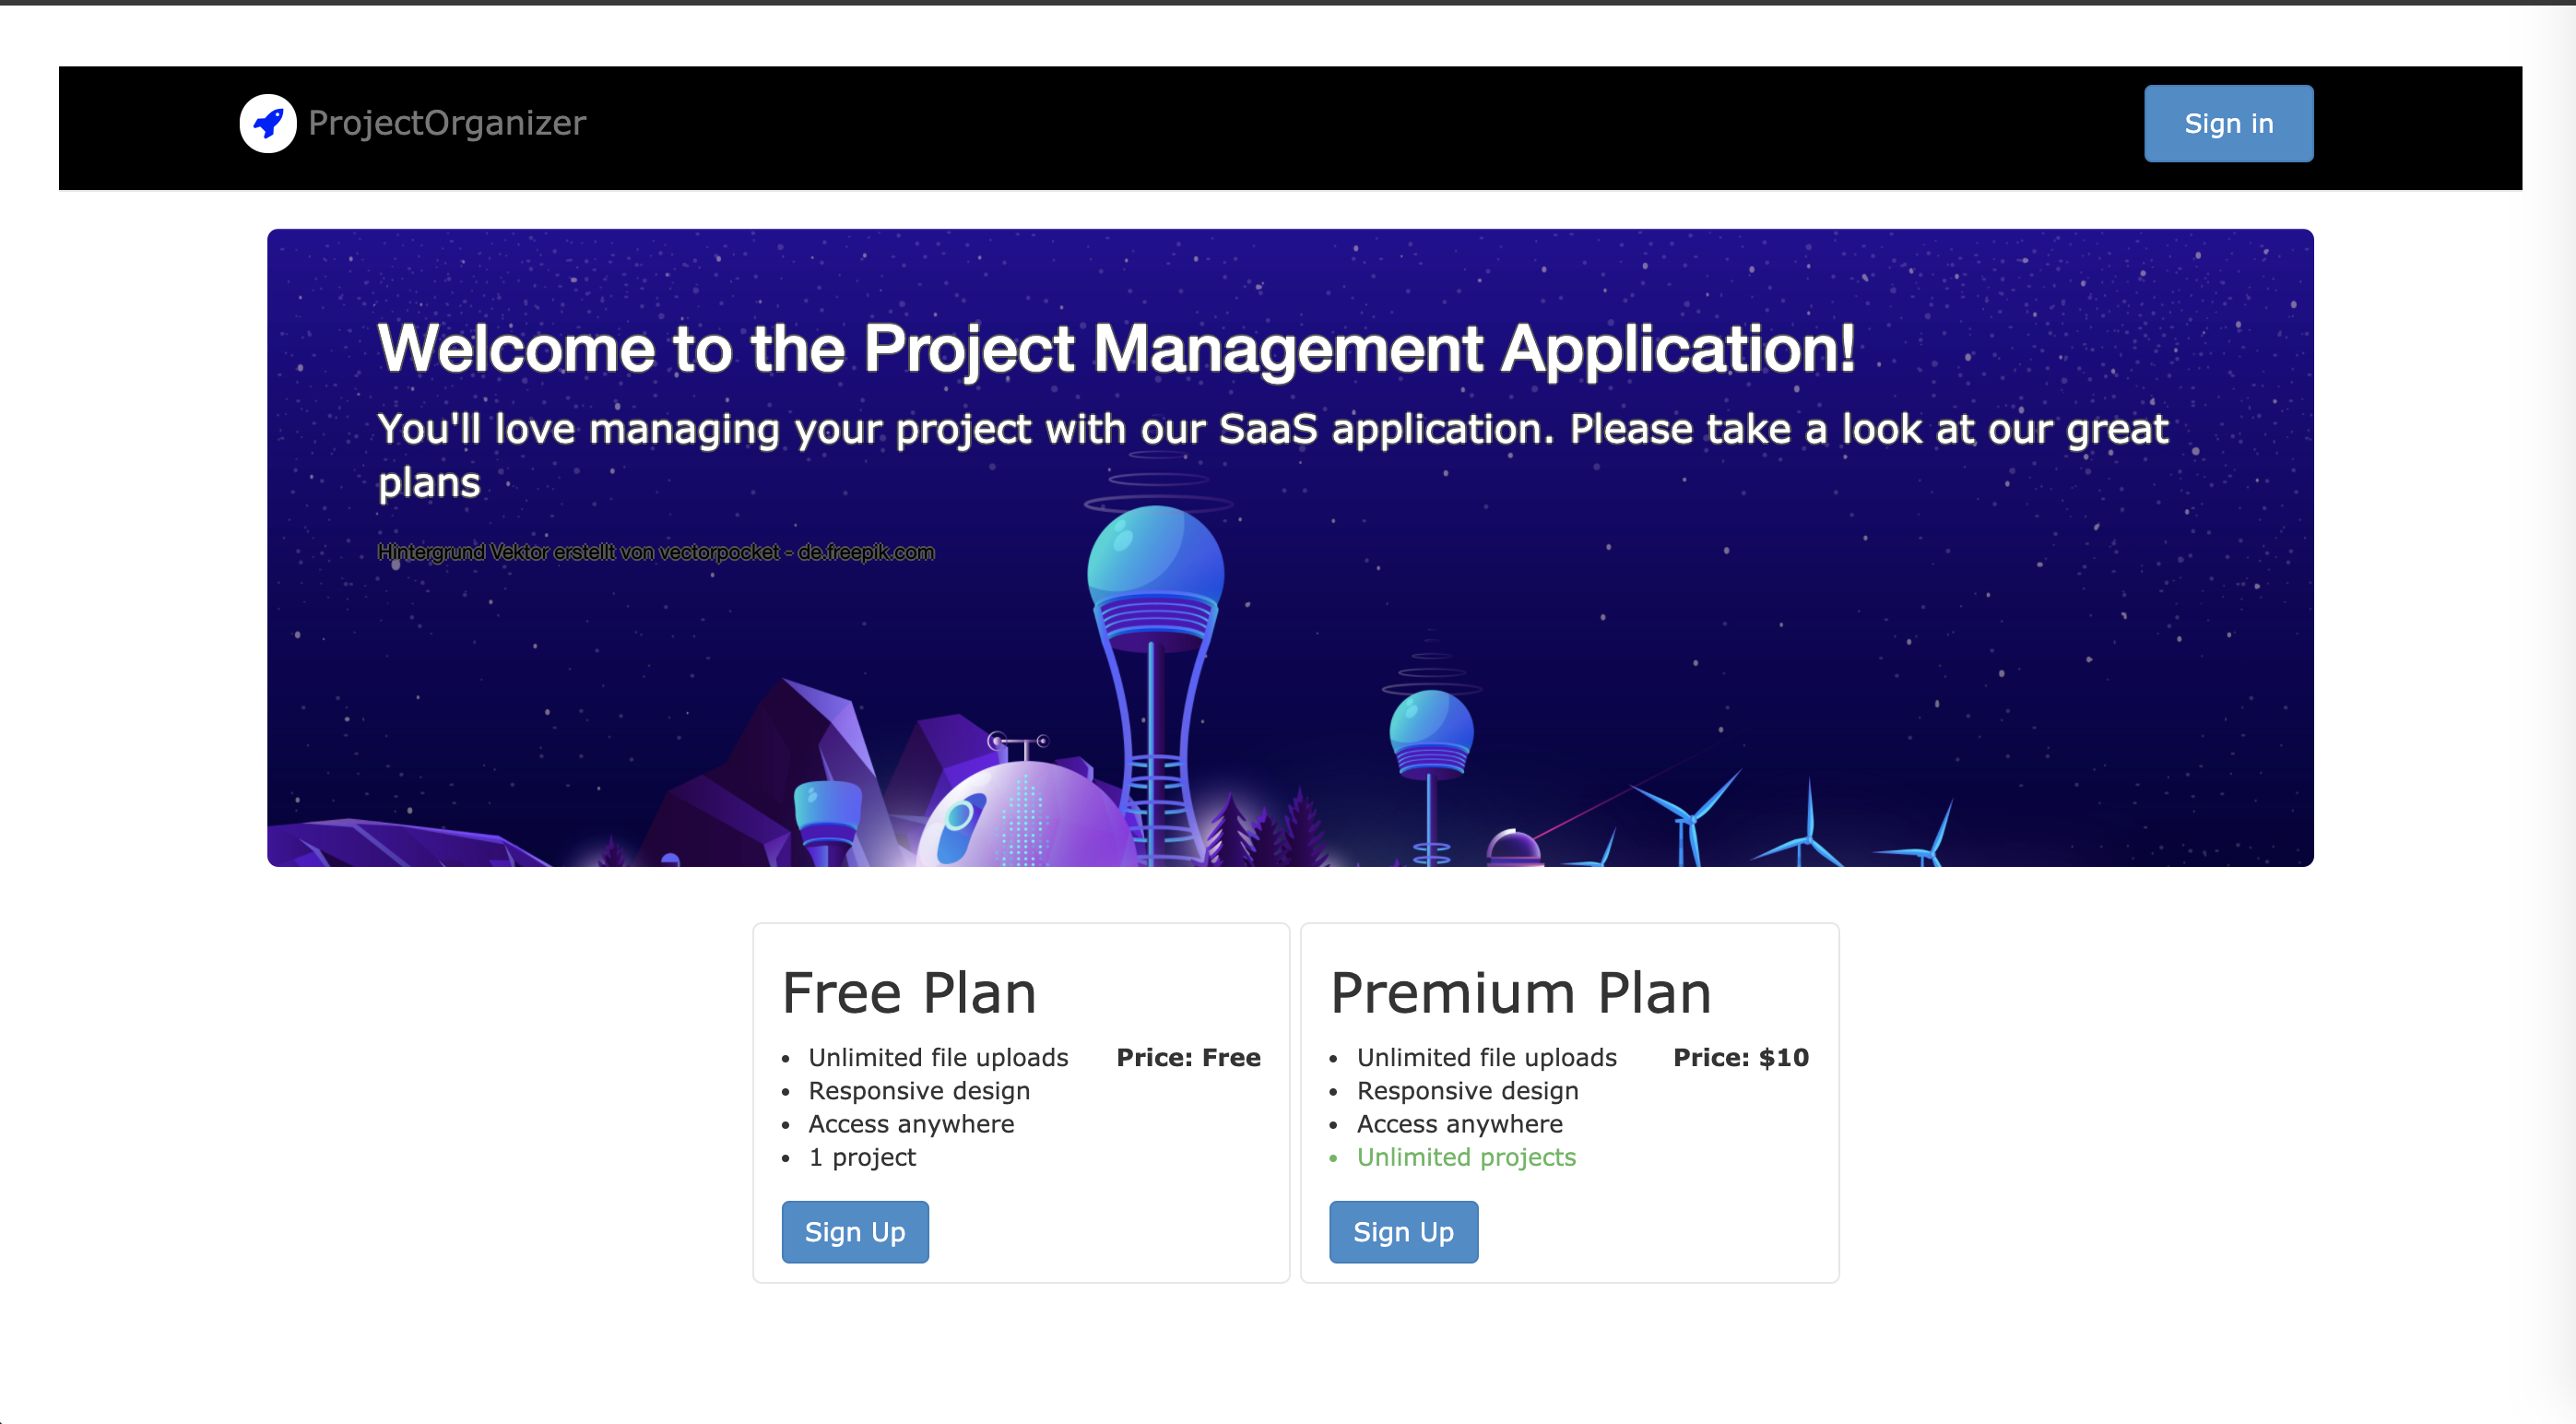 ProjectOrganizer
Sign in
Welcome to the Project Management Application!
You'll love managing your project with our SaaS application. Please take a look at our great
plans
Hintergrund Vektor erstellt von vectorpocket - de.freepik.com
Free Plan
• Unlimited file uploads Price: Free
• Responsive design
• Access anywhere
• 1 project
Sign Up
Premium Plan
• Unlimited file uploads Price: $10
• Responsive design
• Access anywhere
• Unlimited projects
Sign Up